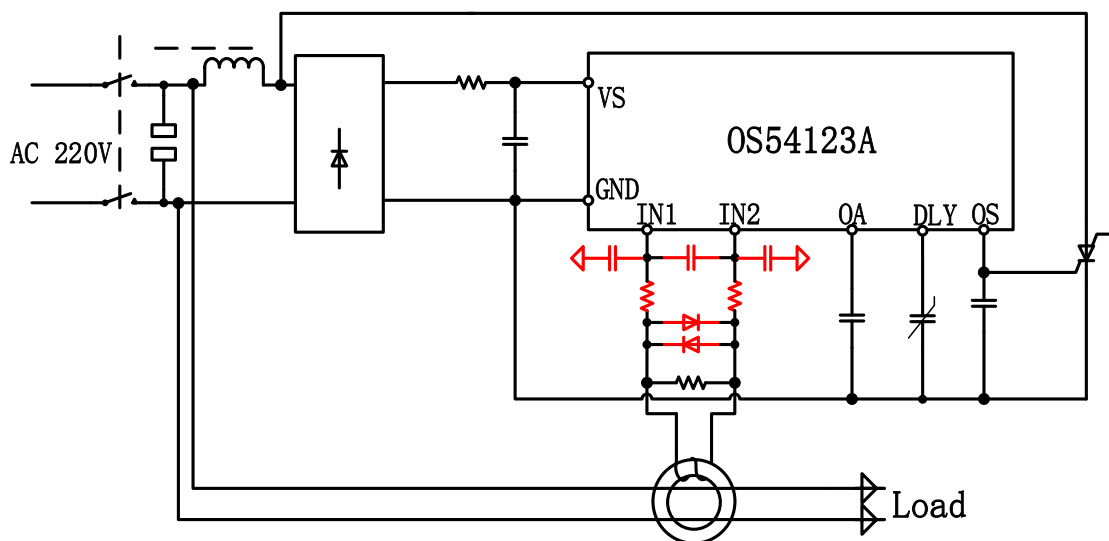 VS
OS54123A
AC 220V
GND
IN1
IN2
OA
DLY
OS
Load